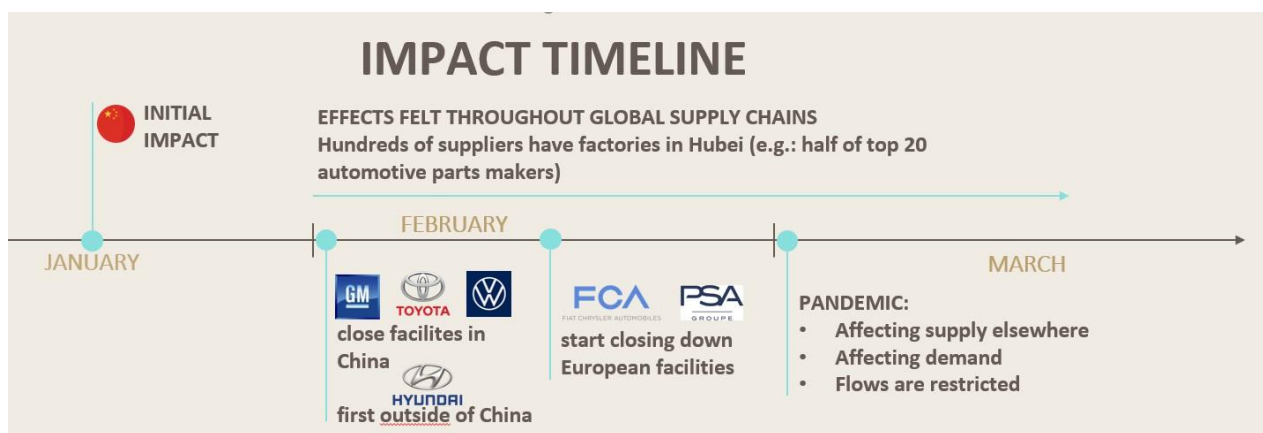 IMPACT TIMELINE
INITIAL
IMPACT
EFFECTS FELT THROUGHOUT GLOBAL SUPPLY CHAINS
Hundreds of suppliers have factories in Hubei (e.g.: half of top 20
automotive parts makers)
JANUARY
FEBRUARY
MARCH
GM
TOYOTA
close facilites in
China
HYUNDAI
first outside of China
FCA
FIAT CHRYSLER AUTOMOBILES
PSA
GROUPE
start closing down
European facilities
PANDEMIC:
• Affecting supply elsewhere
• Affecting demand
• Flows are restricted